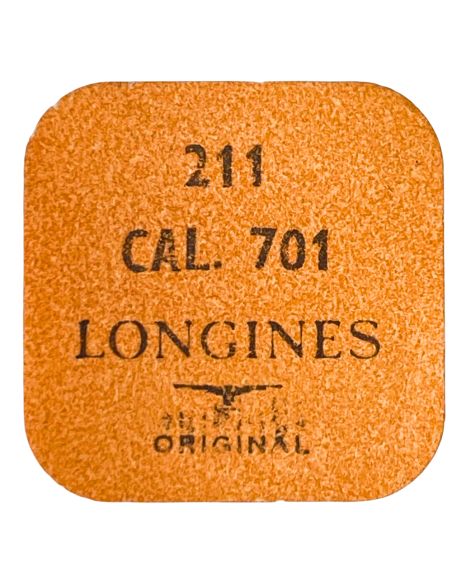 211
CAL. 701
LONGINES
ORIGINAL